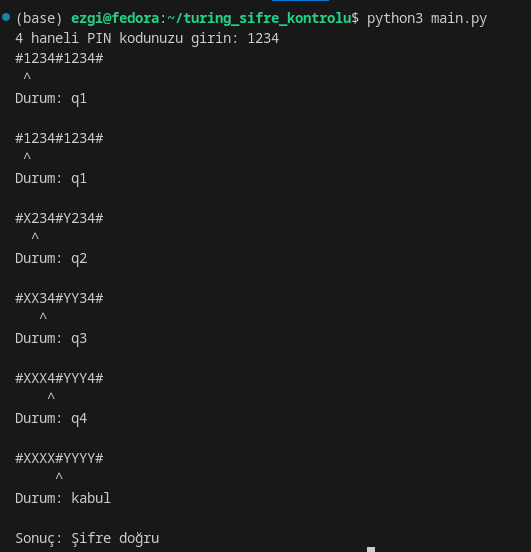 (base) ezgi@fedora:~/turing_sifre_kontrolu$ python3 main.py
4 haneli PIN kodunuzu girin: 1234
#1234#1234#
 ^
Durum: q1

#1234#1234#
 ^
Durum: q1

#X234#Y234#
  ^
Durum: q2

#XX34#YY34#
   ^
Durum: q3

#XXX4#YYY4#
    ^
Durum: q4

#XXXX#YYYY#
     ^
Durum: kabul

Sonuç: Şifre doğru